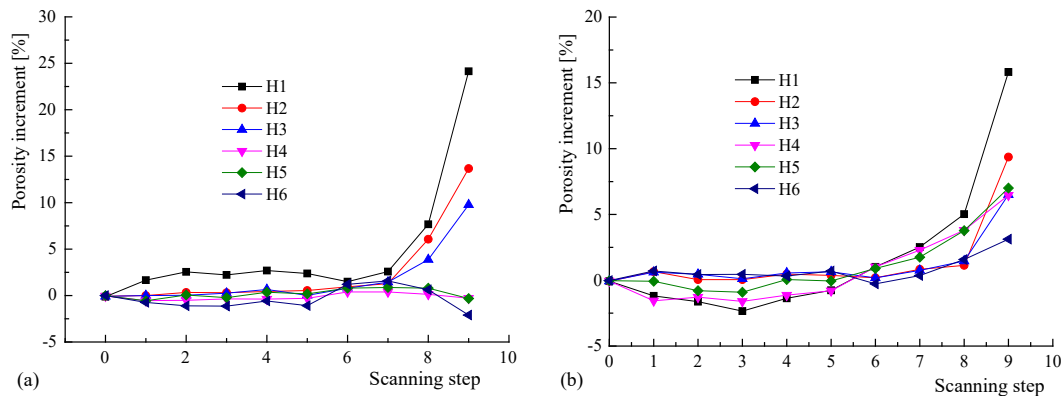 Porosity increment [%]
30
25
20
15
10
5
0
-5
H1
H2
H3
H4
H5
H6
0 2 4 6 8 10
Scanning step
(a)
Porosity increment [%]
20
15
10
5
0
-5
H1
H2
H3
H4
H5
H6
0 1 2 3 4 5 6 7 8 9 10
Scanning step
(b)